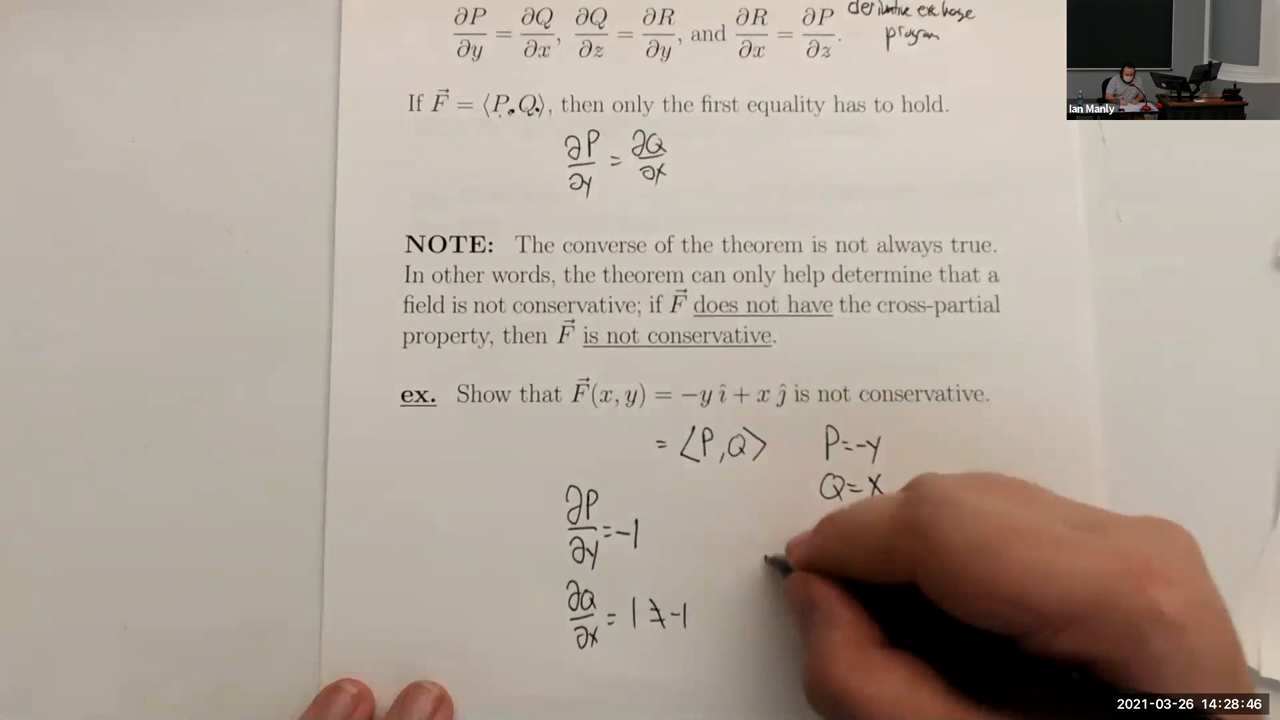 ∂P/∂y = ∂Q/∂x, ∂Q/∂z = ∂R/∂y, and ∂R/∂x = ∂P/∂z.
derivative exchange
program
Ian Manly
If F⃗ = ⟨P, Q⟩, then only the first equality has to hold.
∂P/∂y = ∂Q/∂x
NOTE: The converse of the theorem is not always true.
In other words, the theorem can only help determine that a
field is not conservative; if F⃗ does not have the cross-partial
property, then F⃗ is not conservative.
ex. Show that F⃗(x, y) = −y î + x ĵ is not conservative.
= ⟨P, Q⟩ P=-y
Q=x
∂P/∂y = -1
∂Q/∂x = 1 ≠ -1
2021-03-26 14:28:46